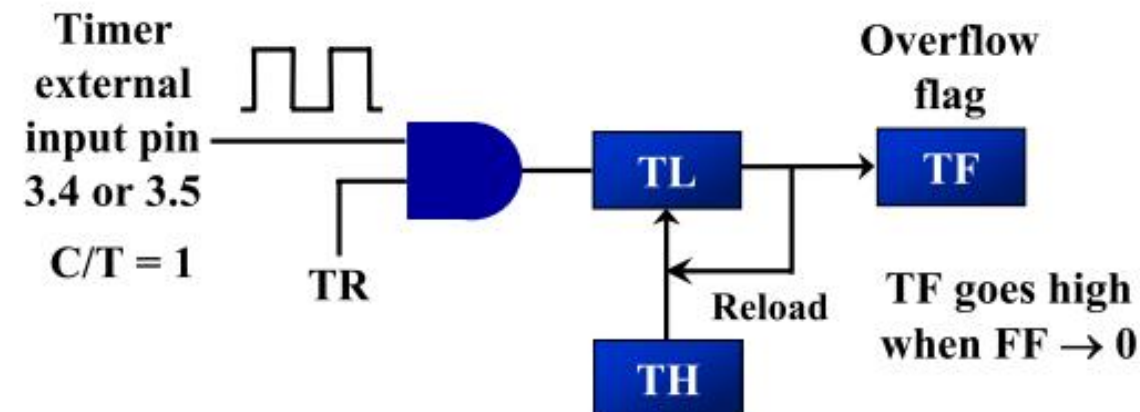 Timer
external
input pin
3.4 or 3.5
C/T = 1
TR
TL
Overflow
flag
TF
Reload
TH
TF goes high
when FF → 0